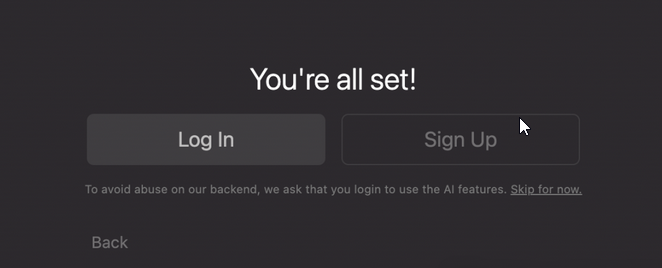 You're all set!
Log In
Sign Up
To avoid abuse on our backend, we ask that you login to use the AI features. Skip for now.
Back